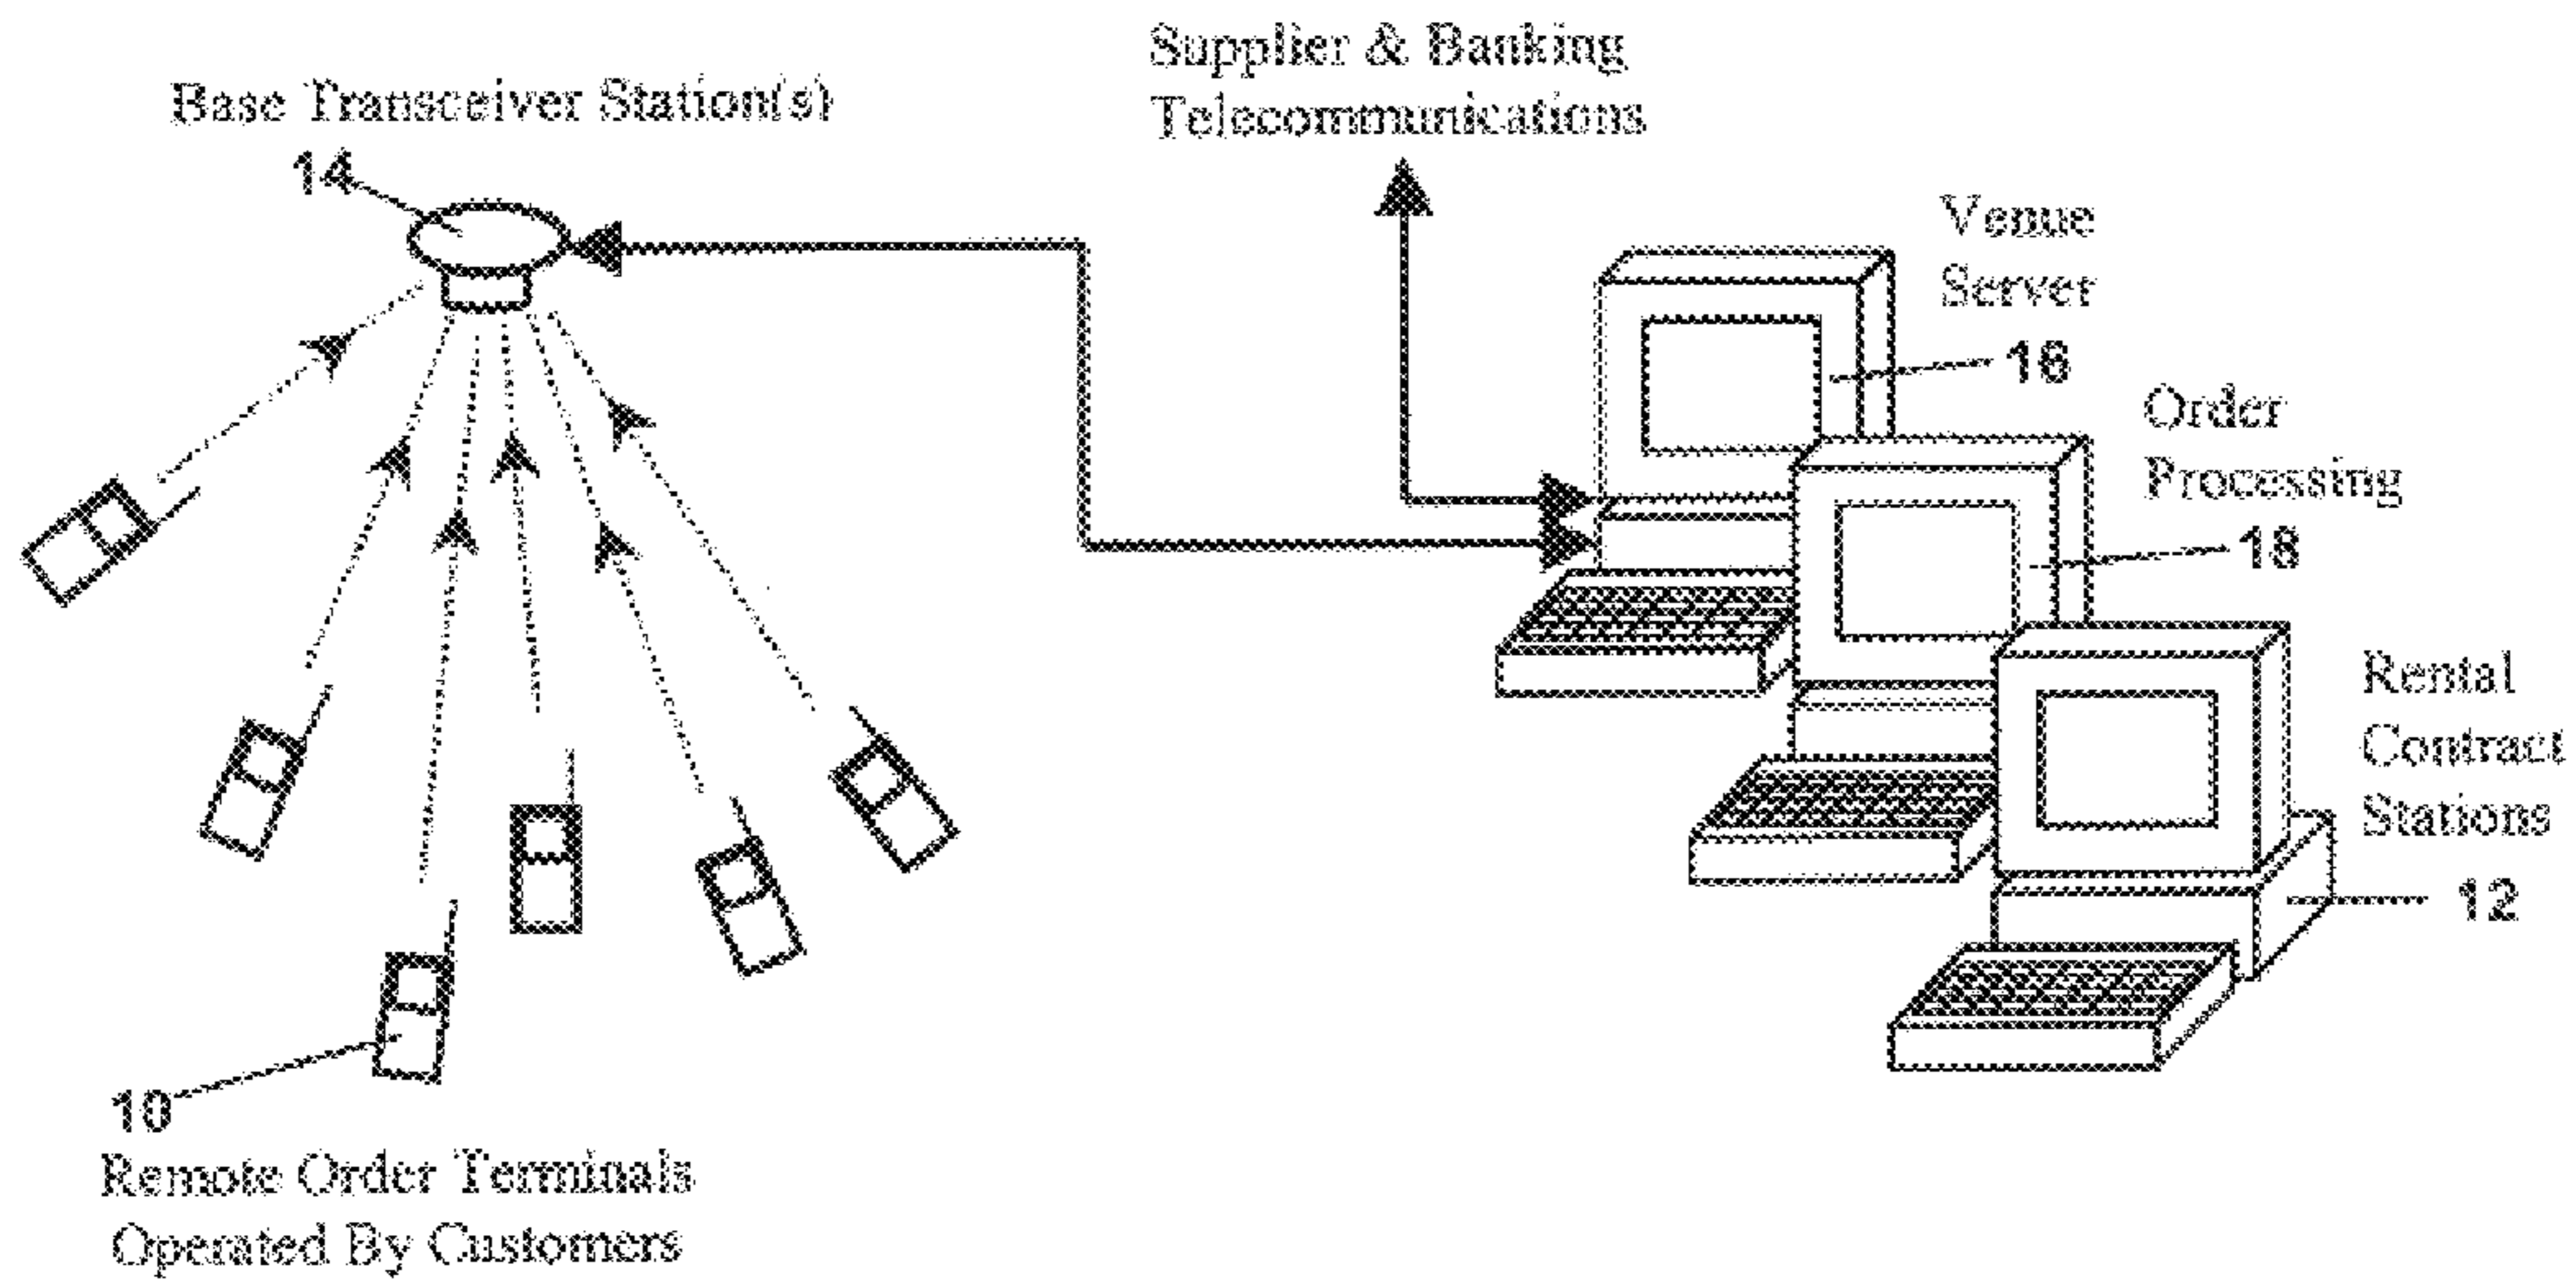 Supplier & Banking
Telecommunications
Base Transceiver Station(s)
14
Venue
Server
16
Order
Processing
18
Rental
Contract
Stations
12
10
Remote Order Terminals
Operated By Customers